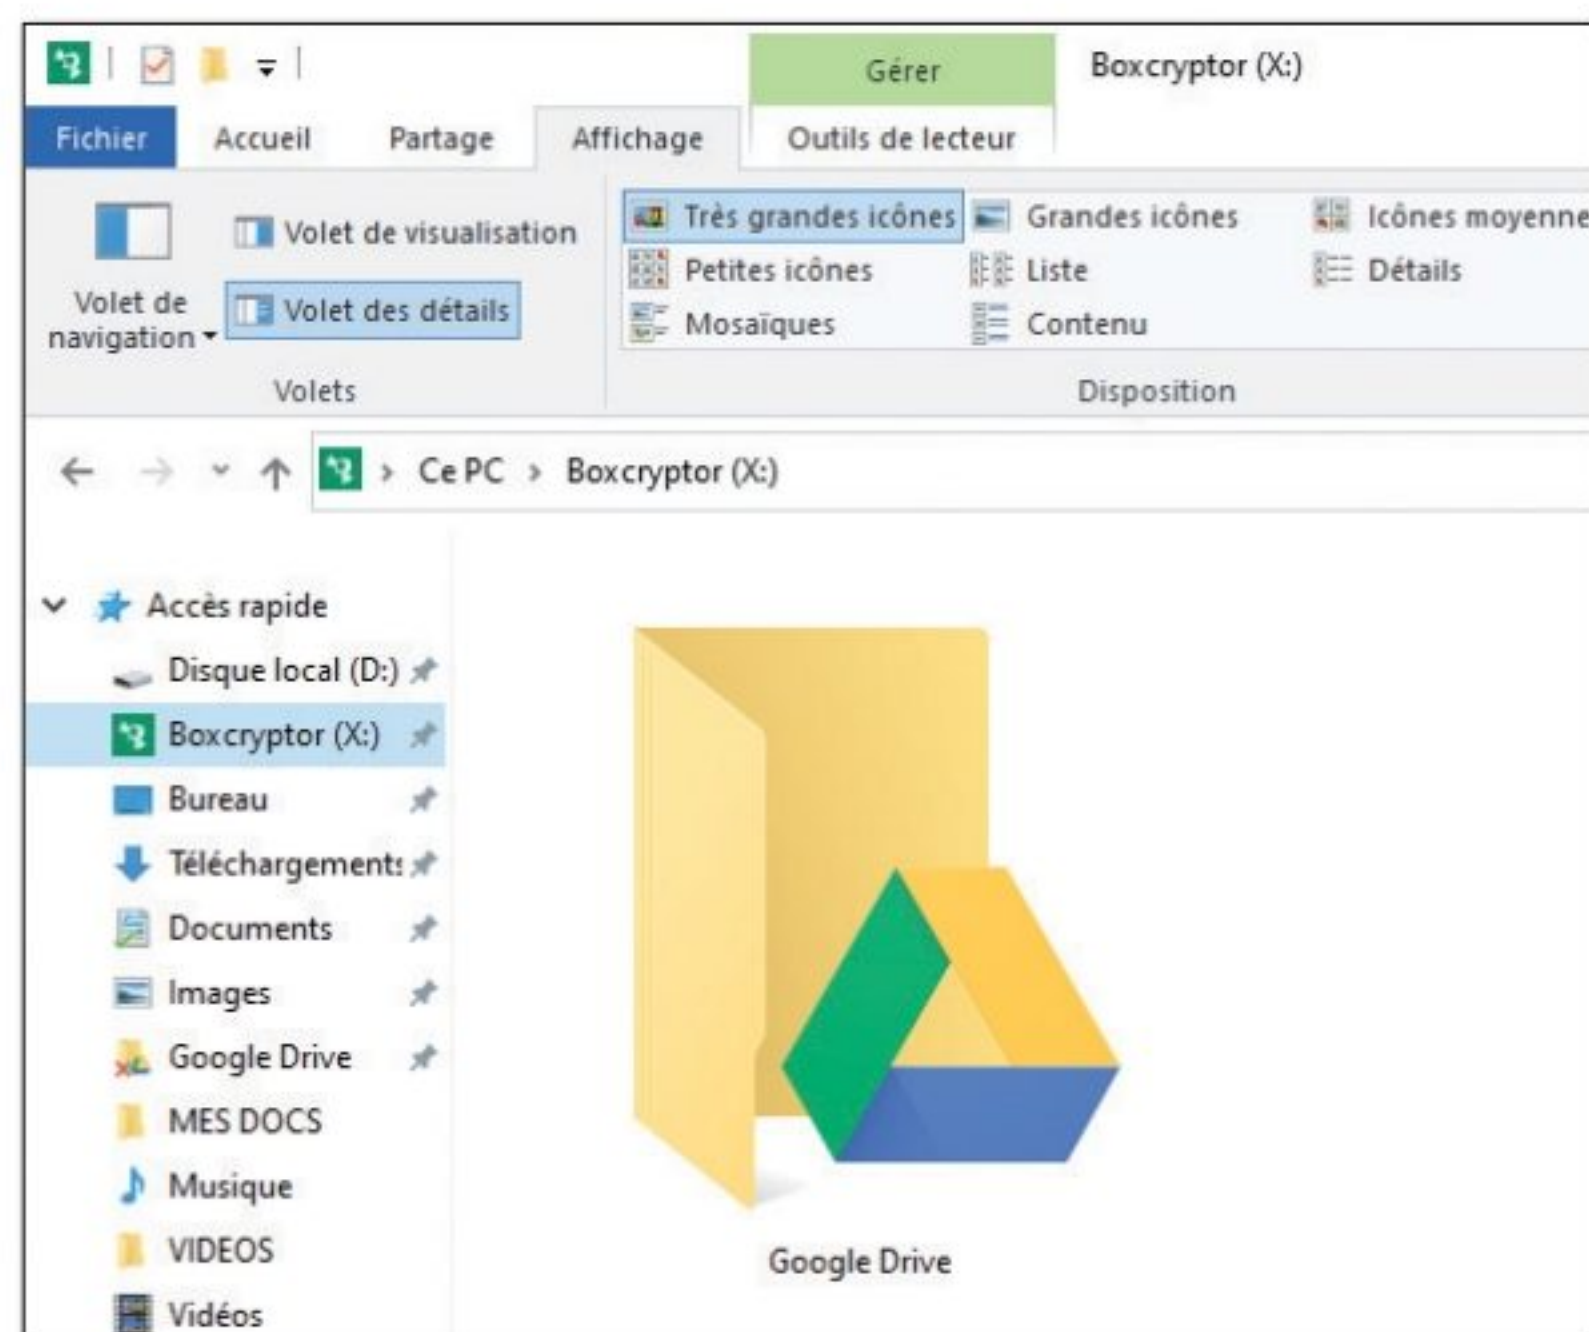 Gérer
Boxcryptor (X:)
Fichier
Accueil
Partage
Affichage
Outils de lecteur
Volet de navigation
Volet de visualisation
Volet des détails
Volets
Très grandes icônes
Grandes icônes
Icônes moyenne
Petites icônes
Liste
Détails
Mosaïques
Contenu
Disposition
Ce PC > Boxcryptor (X:)
Accès rapide
Disque local (D:)
Boxcryptor (X:)
Bureau
Téléchargements
Documents
Images
Google Drive
MES DOCS
Musique
VIDEOS
Vidéos
Google Drive